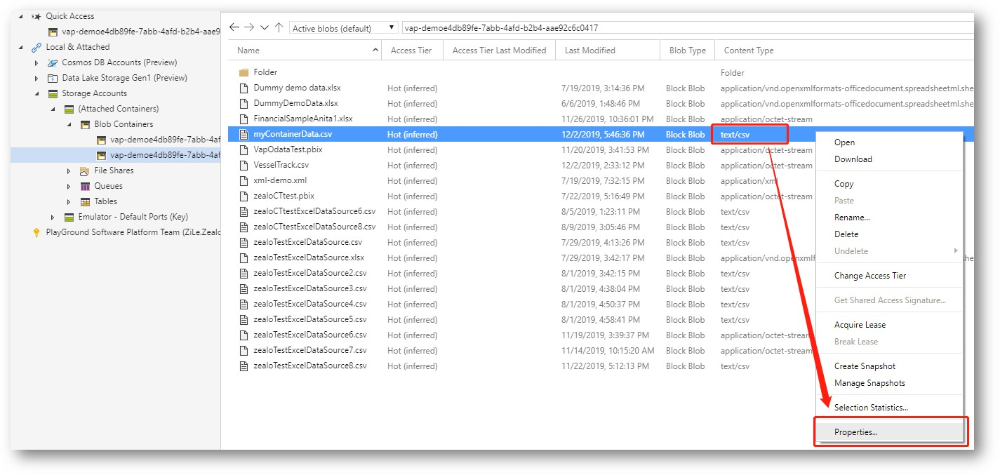 Quick Access
vap-demoe4db89fe-7abb-4afd-b2b4-aae9
Local & Attached
Cosmos DB Accounts (Preview)
Data Lake Storage Gen1 (Preview)
Storage Accounts
(Attached Containers)
Blob Containers
vap-demoe4db89fe-7abb-4af
vap-demoe4db89fe-7abb-4af
File Shares
Queues
Tables
Emulator - Default Ports (Key)
PlayGround Software Platform Team (ZiLe.Zealo
Active blobs (default) vap-demoe4db89fe-7abb-4afd-b2b4-aae92c6c0417
Name Access Tier Access Tier Last Modified Last Modified Blob Type Content Type
Folder Folder
Dummy demo data.xlsx Hot (inferred) 7/19/2019, 3:14:36 PM Block Blob application/vnd.openxmlformats-officedocument.spreadsheetml.she
DummyDemoData.xlsx Hot (inferred) 6/6/2019, 1:48:46 PM Block Blob application/vnd.openxmlformats-officedocument.spreadsheetml.she
FinancialSampleAnita1.xlsx Hot (inferred) 11/26/2019, 10:36:01 PM Block Blob application/octet-stream
myContainerData.csv Hot (inferred) 12/2/2019, 5:46:36 PM Block Blob text/csv
VapOdataTest.pbix Hot (inferred) 11/20/2019, 3:41:53 PM Block Blob application/octet-stream
VesselTrack.csv Hot (inferred) 12/2/2019, 2:33:12 PM Block Blob application/octet-stream
xml-demo.xml Hot (inferred) 7/19/2019, 7:32:15 PM Block Blob application/xml
zealoCTtest.pbix Hot (inferred) 7/22/2019, 5:16:49 PM Block Blob application/octet-stream
zealoCTtestExcelDataSource6.csv Hot (inferred) 8/5/2019, 1:23:11 PM Block Blob text/csv
zealoCTtestExcelDataSource8.csv Hot (inferred) 8/9/2019, 3:05:46 PM Block Blob text/csv
zealoTestExcelDataSource.csv Hot (inferred) 7/29/2019, 4:13:26 PM Block Blob text/csv
zealoTestExcelDataSource.xlsx Hot (inferred) 7/29/2019, 3:42:17 PM Block Blob application/vnd.openxmlf he
zealoTestExcelDataSource2.csv Hot (inferred) 8/1/2019, 3:42:15 PM Block Blob text/csv
zealoTestExcelDataSource3.csv Hot (inferred) 8/1/2019, 4:38:04 PM Block Blob text/csv
zealoTestExcelDataSource4.csv Hot (inferred) 8/1/2019, 4:50:37 PM Block Blob text/csv
zealoTestExcelDataSource5.csv Hot (inferred) 8/1/2019, 4:58:41 PM Block Blob text/csv
zealoTestExcelDataSource6.csv Hot (inferred) 11/19/2019, 3:39:37 PM Block Blob application/octet-stream
zealoTestExcelDataSource7.csv Hot (inferred) 11/14/2019, 10:15:20 AM Block Blob application/octet-stream
zealoTestExcelDataSource8.csv Hot (inferred) 11/22/2019, 5:12:13 PM Block Blob text/csv
Open
Download
Copy
Paste
Rename...
Delete
Undelete
Change Access Tier
Get Shared Access Signature...
Acquire Lease
Break Lease
Create Snapshot
Manage Snapshots
Selection Statistics...
Properties...